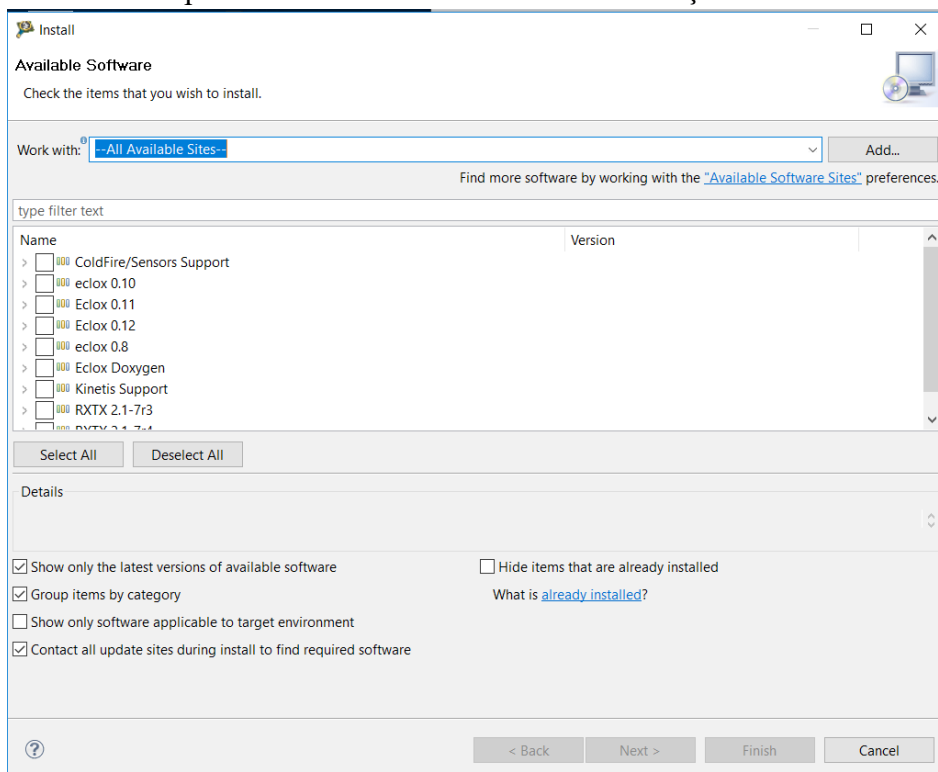 Install
Available Software
Check the items that you wish to install.
Work with: --All Available Sites--
Add...
Find more software by working with the "Available Software Sites" preferences.
type filter text
Name Version
ColdFire/Sensors Support
eclox 0.10
Eclox 0.11
Eclox 0.12
eclox 0.8
Eclox Doxygen
Kinetis Support
RXTX 2.1-7r3
RXTX 2.1-7r4
Select All Deselect All
Details
Show only the latest versions of available software
Hide items that are already installed
Group items by category
What is already installed?
Show only software applicable to target environment
Contact all update sites during install to find required software
< Back Next > Finish Cancel